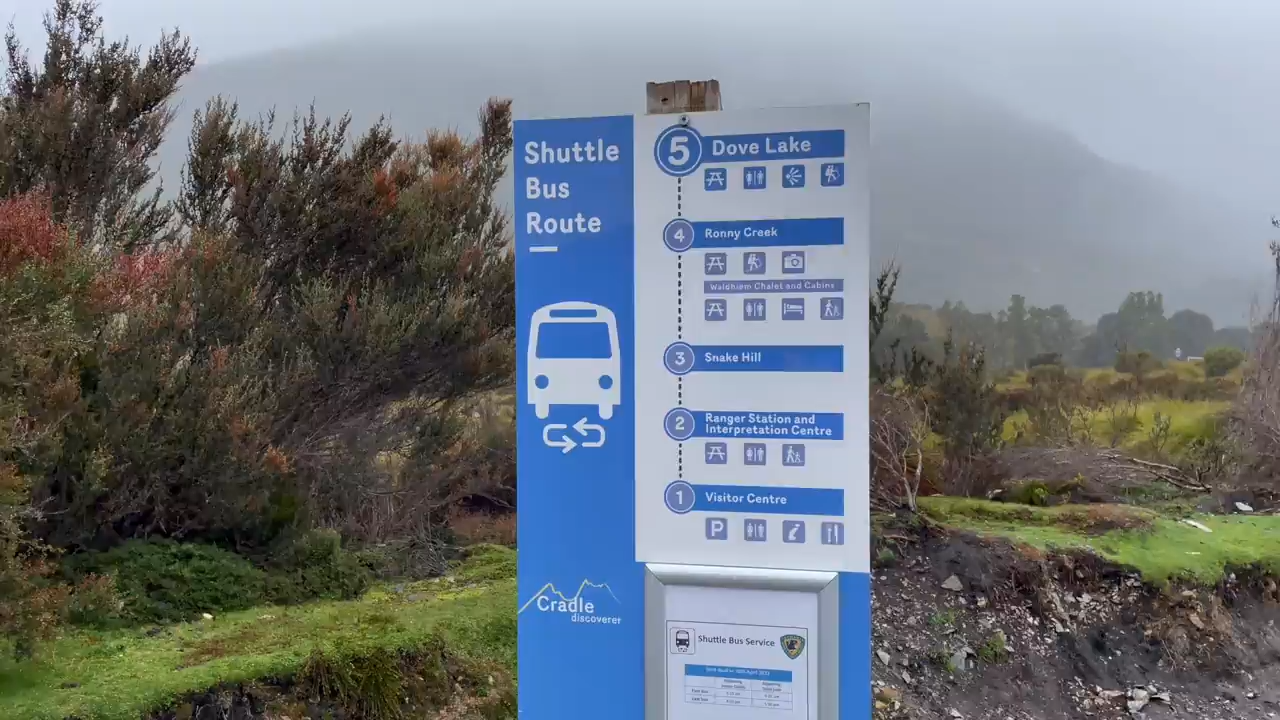 Shuttle
Bus
Route
5 Dove Lake
4 Ronny Creek
Waldheim Chalet and Cabins
3 Snake Hill
2 Ranger Station and
Interpretation Centre
1 Visitor Centre
P
i
Cradle
discoverer
Shuttle Bus Service